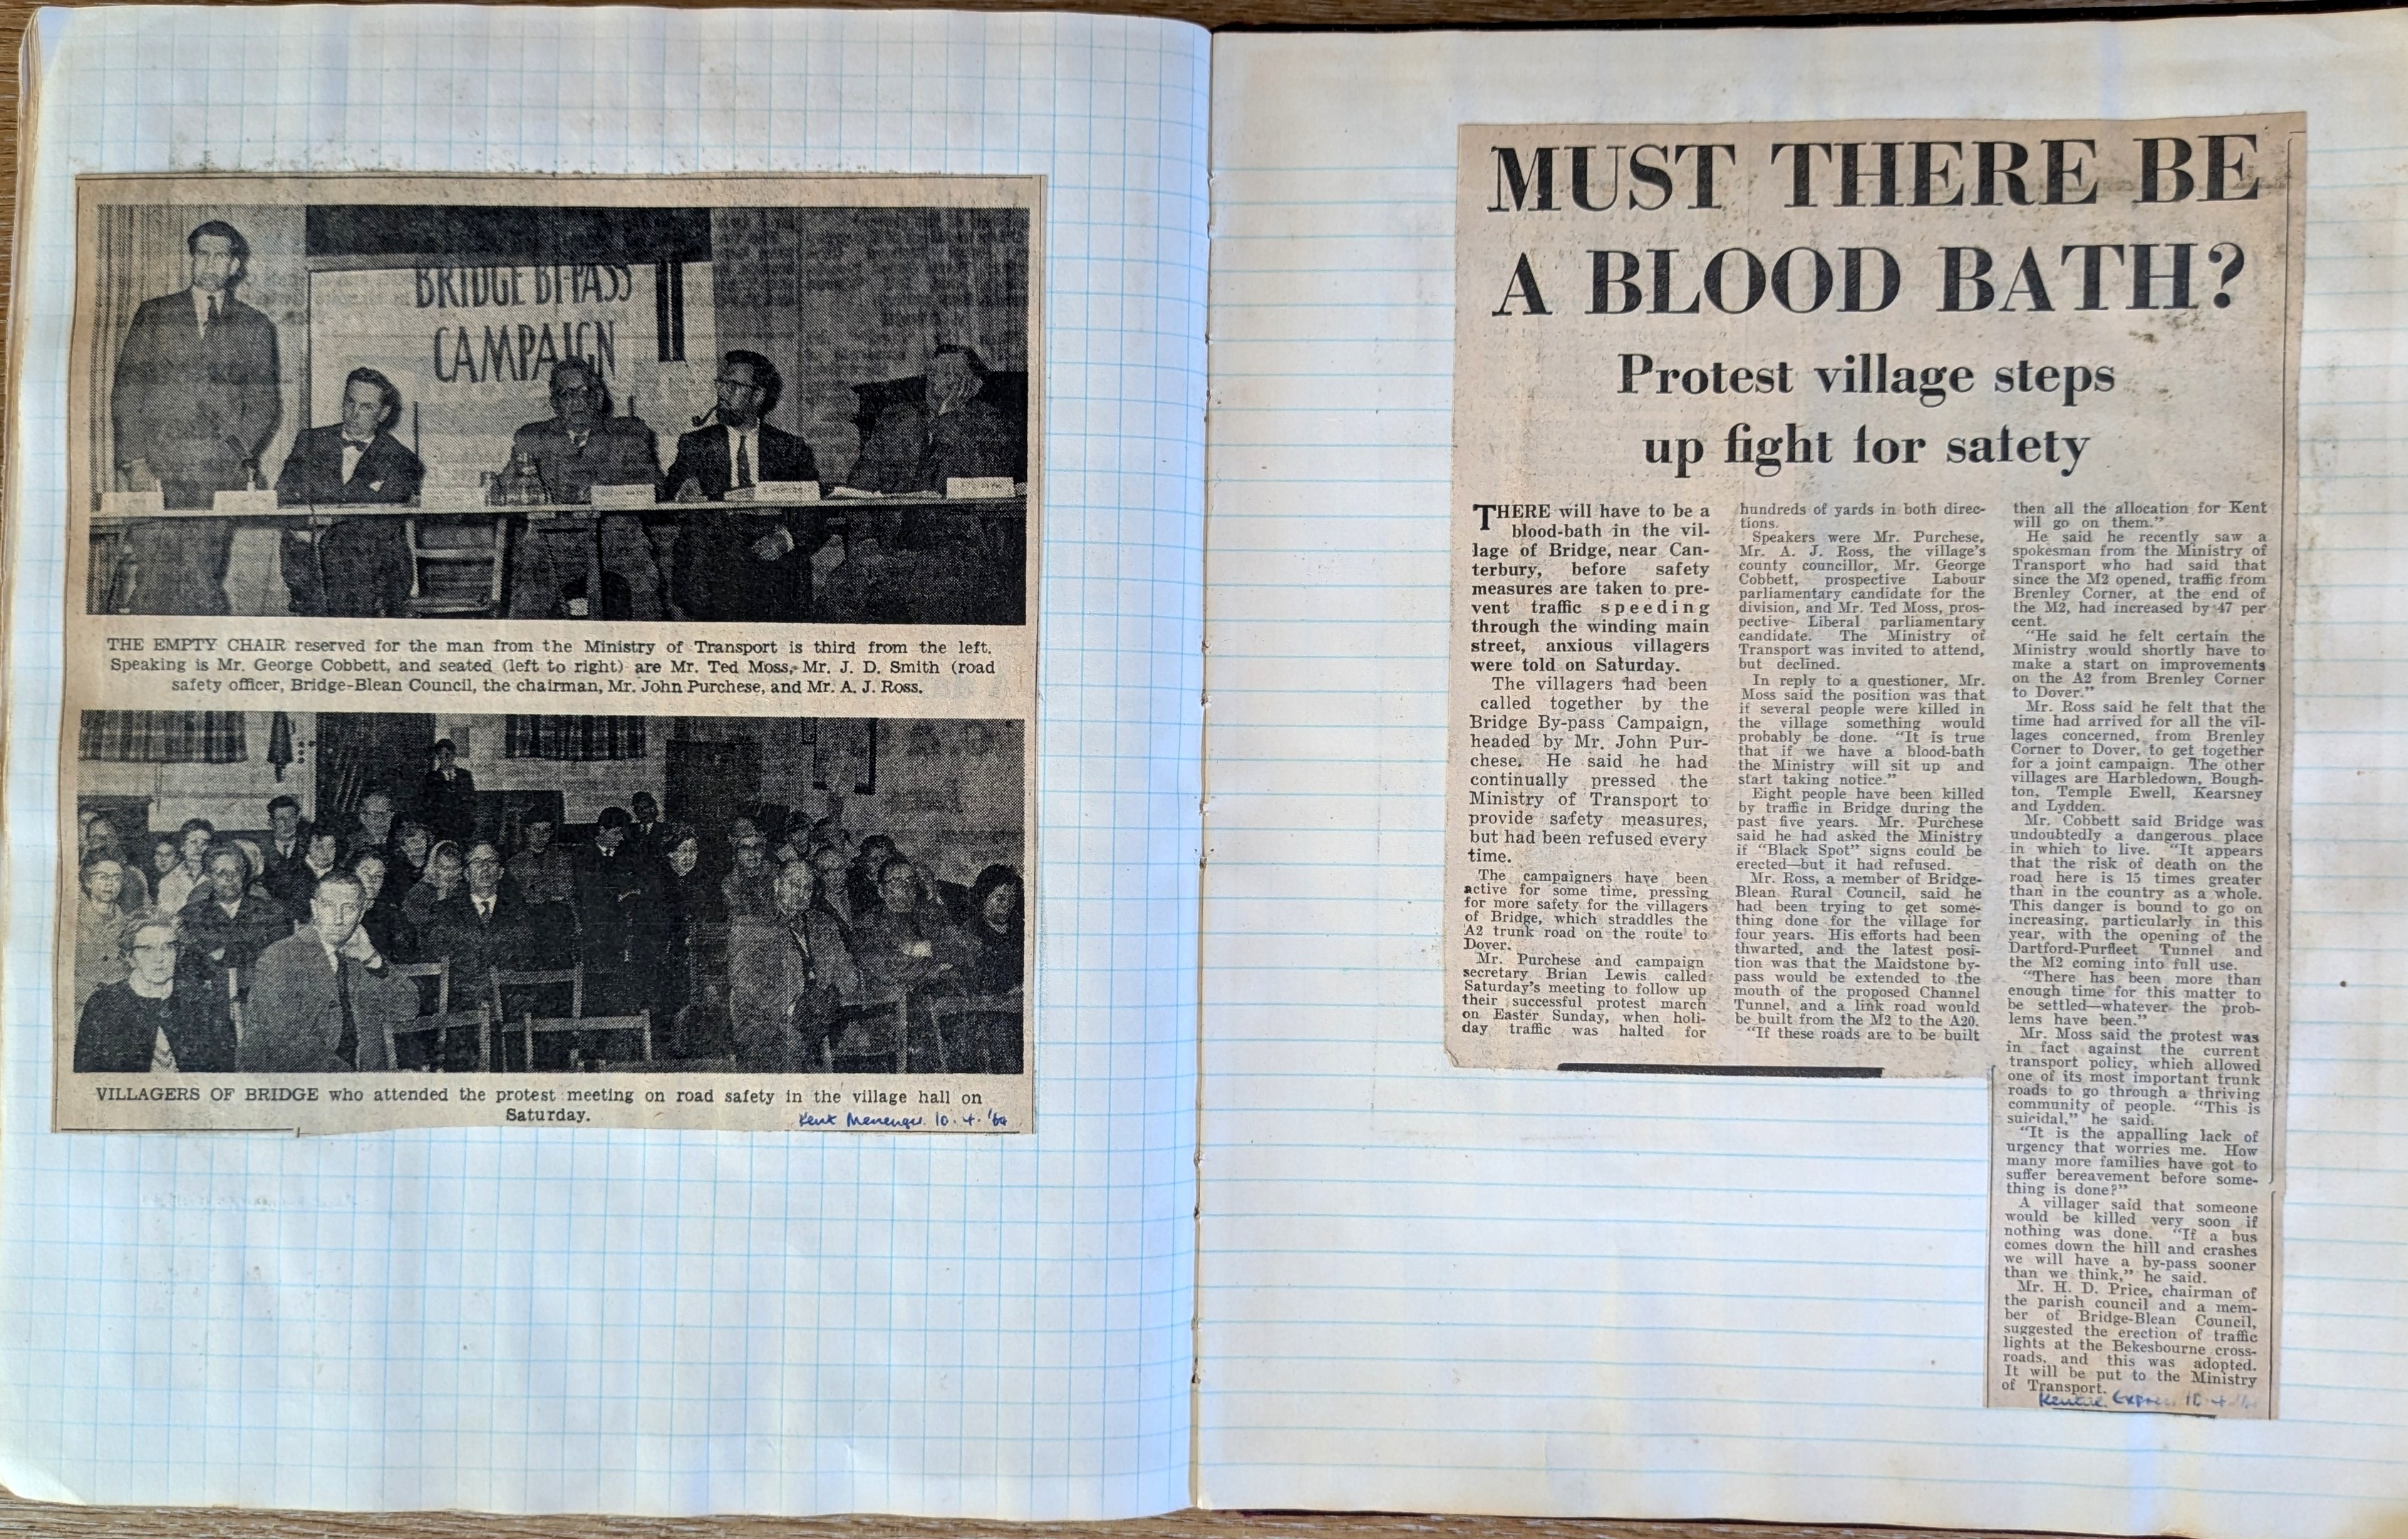 BRIDGE BY-PASS
CAMPAIGN
THE EMPTY CHAIR reserved for the man from the Ministry of Transport is third from the left.
Speaking is Mr. George Cobbett, and seated (left to right) are Mr. Ted Moss, Mr. J. D. Smith (road
safety officer, Bridge-Blean Council, the chairman, Mr. John Purchese, and Mr. A. J. Ross.
VILLAGERS OF BRIDGE who attended the protest meeting on road safety in the village hall on
Saturday.
Kent Messenger 10.4.'64
MUST THERE BE
A BLOOD BATH?
Protest village steps
up fight for safety
THERE will have to be a
blood-bath in the vil-
lage of Bridge, near Can-
terbury, before safety
measures are taken to pre-
vent traffic speeding
through the winding main
street, anxious villagers
were told on Saturday.
The villagers had been
called together by the
Bridge By-pass Campaign,
headed by Mr. John Pur-
chese. He said he had
continually pressed the
Ministry of Transport to
provide safety measures,
but had been refused every
time.
The campaigners have been
active for some time, pressing
for more safety for the villagers
of Bridge, which straddles the
A2 trunk road on the route to
Dover.
Mr. Purchese and campaign
secretary Brian Lewis called
Saturday's meeting to follow up
their successful protest march
on Easter Sunday, when holi-
day traffic was halted for
hundreds of yards in both direc-
tions.
Speakers were Mr. Purchese,
Mr. A. J. Ross, the village's
county councillor, Mr. George
Cobbett, prospective Labour
parliamentary candidate for the
division, and Mr. Ted Moss, pros-
pective Liberal parliamentary
candidate. The Ministry of
Transport was invited to attend,
but declined.
In reply to a questioner, Mr.
Moss said the position was that
if several people were killed in
the village something would
probably be done. "It is true
that if we have a blood-bath
the Ministry will sit up and
start taking notice."
Eight people have been killed
by traffic in Bridge during the
past five years. Mr. Purchese
said he had asked the Ministry
if "Black Spot" signs could be
erected—but it had refused.
Mr. Ross, a member of Bridge-
Blean Rural Council, said he
had been trying to get some-
thing done for the village for
four years. His efforts had been
thwarted, and the latest posi-
tion was that the Maidstone by-
pass would be extended to the
mouth of the proposed Channel
Tunnel, and a link road would
be built from the M2 to the A20.
"If these roads are to be built
then all the allocation for Kent
will go on them."
He said he recently saw a
spokesman from the Ministry of
Transport who had said that
since the M2 opened, traffic from
Brenley Corner, at the end of
the M2, had increased by 47 per
cent.
"He said he felt certain the
Ministry would shortly have to
make a start on improvements
on the A2 from Brenley Corner
to Dover."
Mr. Ross said he felt that the
time had arrived for all the vil-
lages concerned, from Brenley
Corner to Dover, to get together
for a joint campaign. The other
villages are Harbledown, Bough-
ton, Temple Ewell, Kearsney
and Lydden.
Mr. Cobbett said Bridge was
undoubtedly a dangerous place
in which to live. "It appears
that the risk of death on the
road here is 15 times greater
than in the country as a whole.
This danger is bound to go on
increasing, particularly in this
year, with the opening of the
Dartford-Purfleet Tunnel and
the M2 coming into full use.
"There has been more than
enough time for this matter to
be settled—whatever the prob-
lems have been."
Mr. Moss said the protest was
in fact against the current
transport policy, which allowed
one of its most important trunk
roads to go through a thriving
community of people. "This is
suicidal," he said.
"It is the appalling lack of
urgency that worries me. How
many more families have got to
suffer bereavement before some-
thing is done?"
A villager said that someone
would be killed very soon if
nothing was done. "If a bus
comes down the hill and crashes
we will have a by-pass sooner
than we think," he said.
Mr. H. D. Price, chairman of
the parish council and a mem-
ber of Bridge-Blean Council,
suggested the erection of traffic
lights at the Bekesbourne cross-
roads, and this was adopted.
It will be put to the Ministry
of Transport.
Kentish Express 10.4